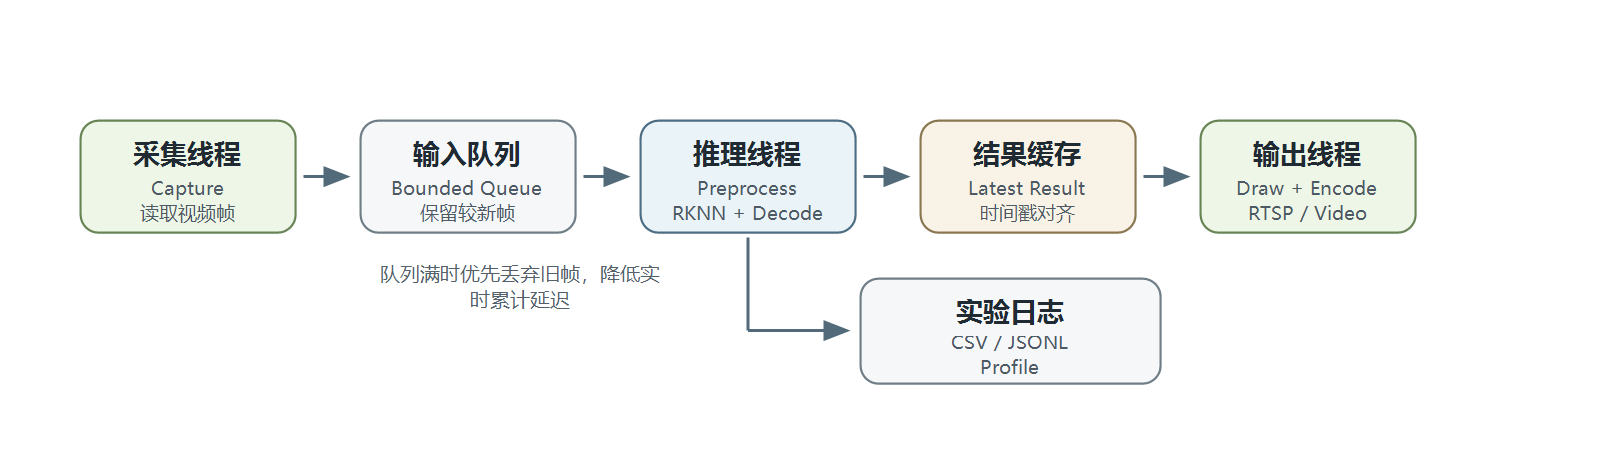 采集线程
Capture
读取视频帧
输入队列
Bounded Queue
保留较新帧
推理线程
Preprocess
RKNN + Decode
结果缓存
Latest Result
时间戳对齐
输出线程
Draw + Encode
RTSP / Video
队列满时优先丢弃旧帧，降低实
时累计延迟
实验日志
CSV / JSONL
Profile